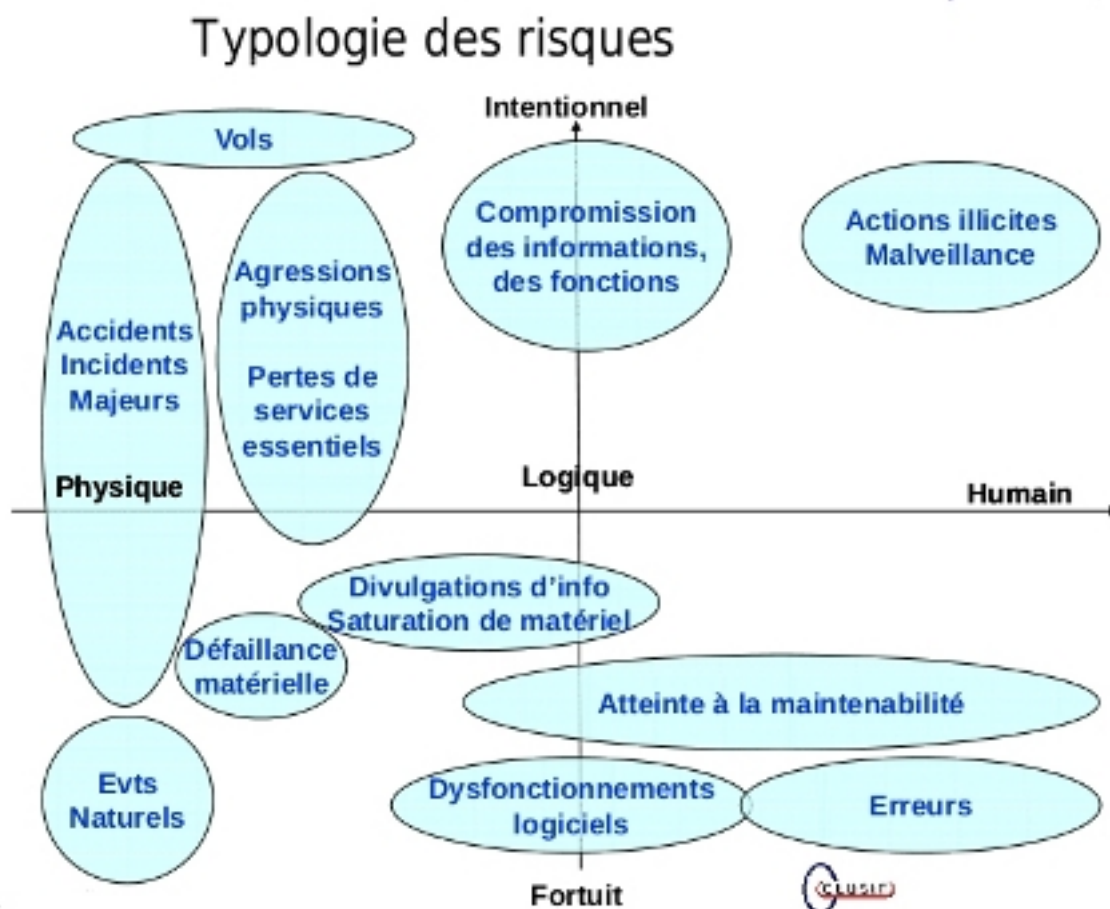 Typologie des risques
Intentionnel
Vols
Compromission
des informations,
des fonctions
Actions illicites
Malveillance
Agressions
physiques
Pertes de
services
essentiels
Accidents
Incidents
Majeurs
Physique
Logique
Humain
Divulgations d'info
Saturation de matériel
Défaillance
matérielle
Atteinte à la maintenabilité
Evts
Naturels
Dysfonctionnements
logiciels
Erreurs
Fortuit
CLUSIF